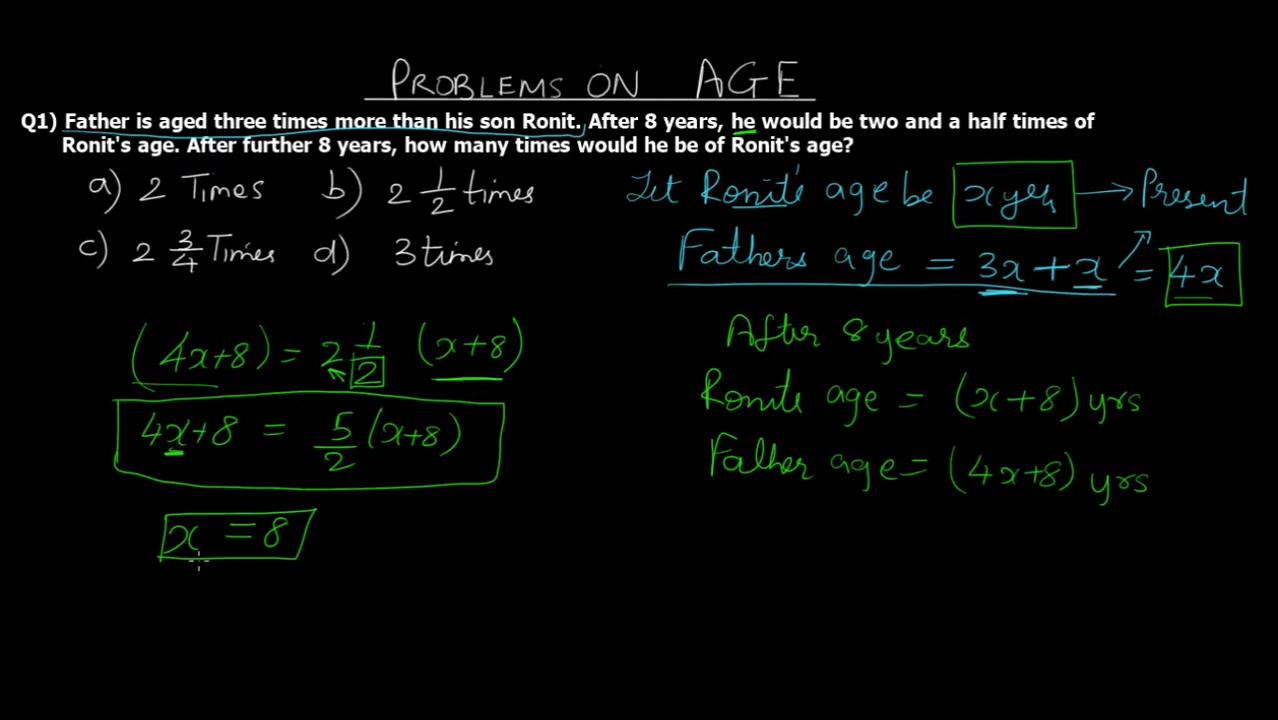 PROBLEMS ON AGE
Q1) Father is aged three times more than his son Ronit. After 8 years, he would be two and a half times of
Ronit's age. After further 8 years, how many times would he be of Ronit's age?
a) 2 Times b) 2 1/2 times
c) 2 3/4 Times d) 3 times
Let Ronit's age be x yrs → Present
Fathers age = 3x + x = 4x
After 8 years
Ronits age = (x+8) yrs
Father age = (4x+8) yrs
(4x+8) = 2 1/2 (x+8)
4x+8 = 5/2 (x+8)
x = 8